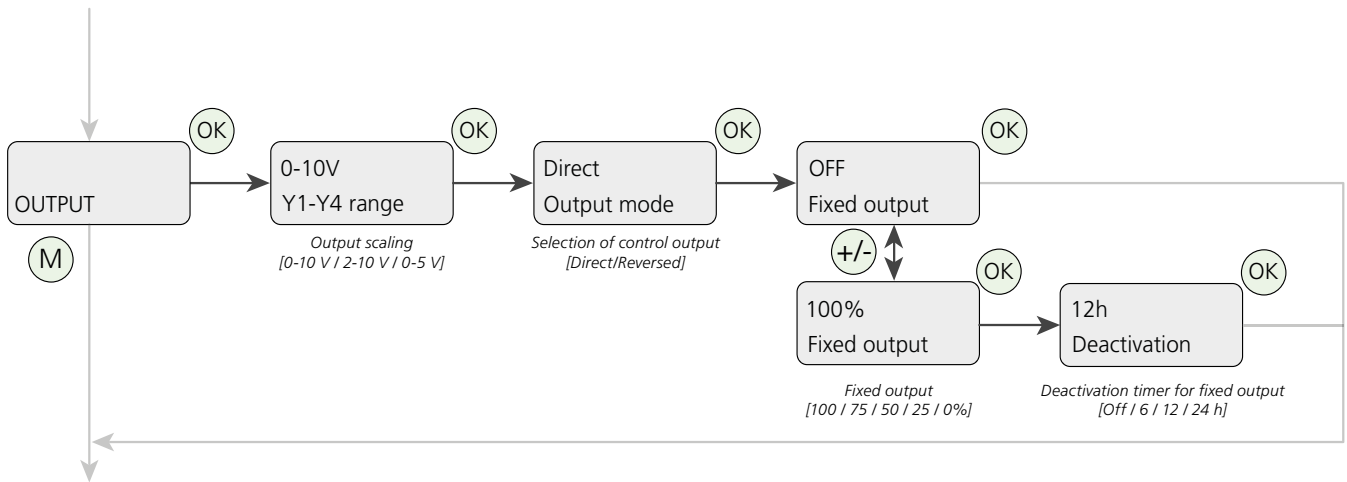 OK
OK
OK
OK
OUTPUT
0-10V
Y1-Y4 range
Direct
Output mode
OFF
Fixed output
M
Output scaling
[0-10 V / 2-10 V / 0-5 V]
Selection of control output
[Direct/Reversed]
+/-
OK
OK
100%
Fixed output
12h
Deactivation
Fixed output
[100 / 75 / 50 / 25 / 0%]
Deactivation timer for fixed output
[Off / 6 / 12 / 24 h]